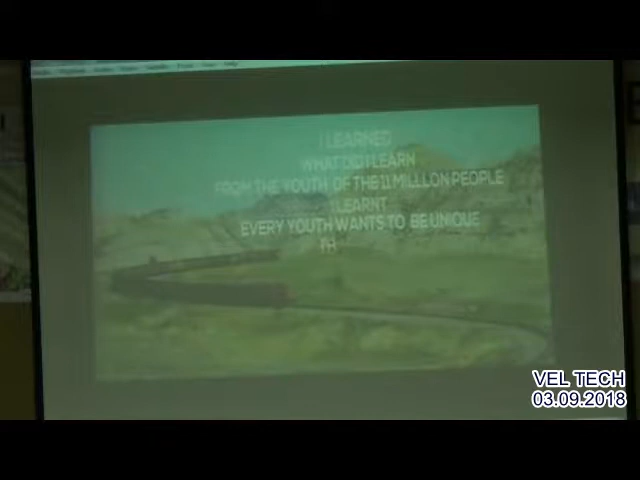 I LEARNED
WHAT DID I LEARN
FROM THE YOUTH OF THE 11 MILLLON PEOPLE
I LEARNT
EVERY YOUTH WANTS TO BE UNIQUE
VEL TECH
03.09.2018